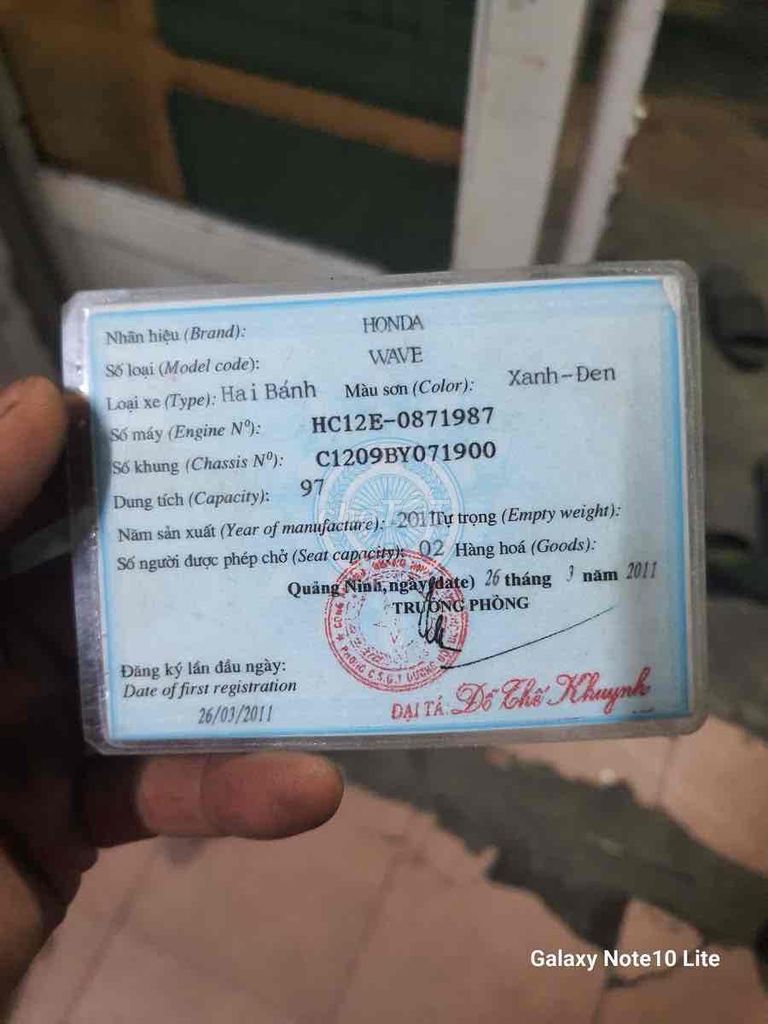 Nhãn hiệu (Brand): HONDA
Số loại (Model code): WAVE
Loại xe (Type): Hai Bánh Màu sơn (Color): Xanh-Đen
Số máy (Engine Nº): HC12E-0871987
Số khung (Chassis Nº): C1209BY071900
Dung tích (Capacity): 97
Năm sản xuất (Year of manufacture): 2011 Tự trọng (Empty weight):
Số người được phép chở (Seat capacity): 02 Hàng hoá (Goods):
Quảng Ninh, ngày (date) 26 tháng 3 năm 2011
TRƯỞNG PHÒNG
Đăng ký lần đầu ngày:
Date of first registration
26/03/2011
ĐẠI TÁ: Đỗ Thế Khuynh
Galaxy Note10 Lite